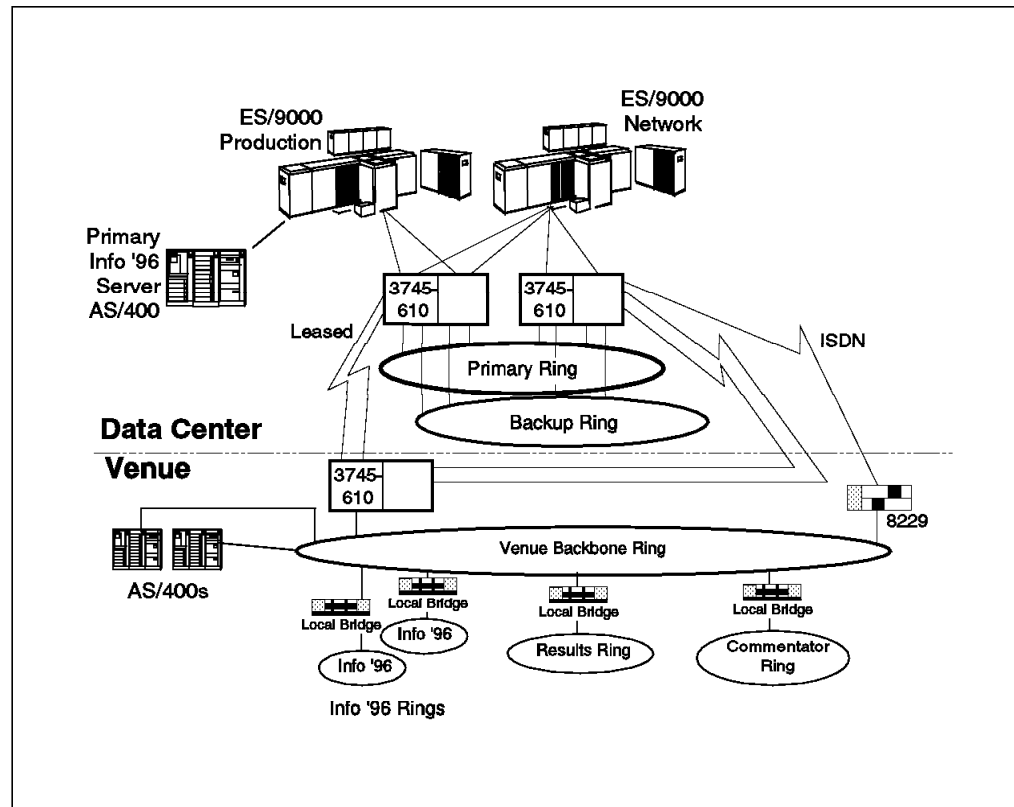 ES/9000
Production
ES/9000
Network
Primary
Info '96
Server
AS/400
3745-
610
3745-
610
Leased
ISDN
Primary Ring
Backup Ring
Data Center
Venue
3745-
610
8229
Venue Backbone Ring
AS/400s
Local Bridge
Local Bridge
Local Bridge
Local Bridge
Info '96
Info '96
Results Ring
Commentator
Ring
Info '96 Rings